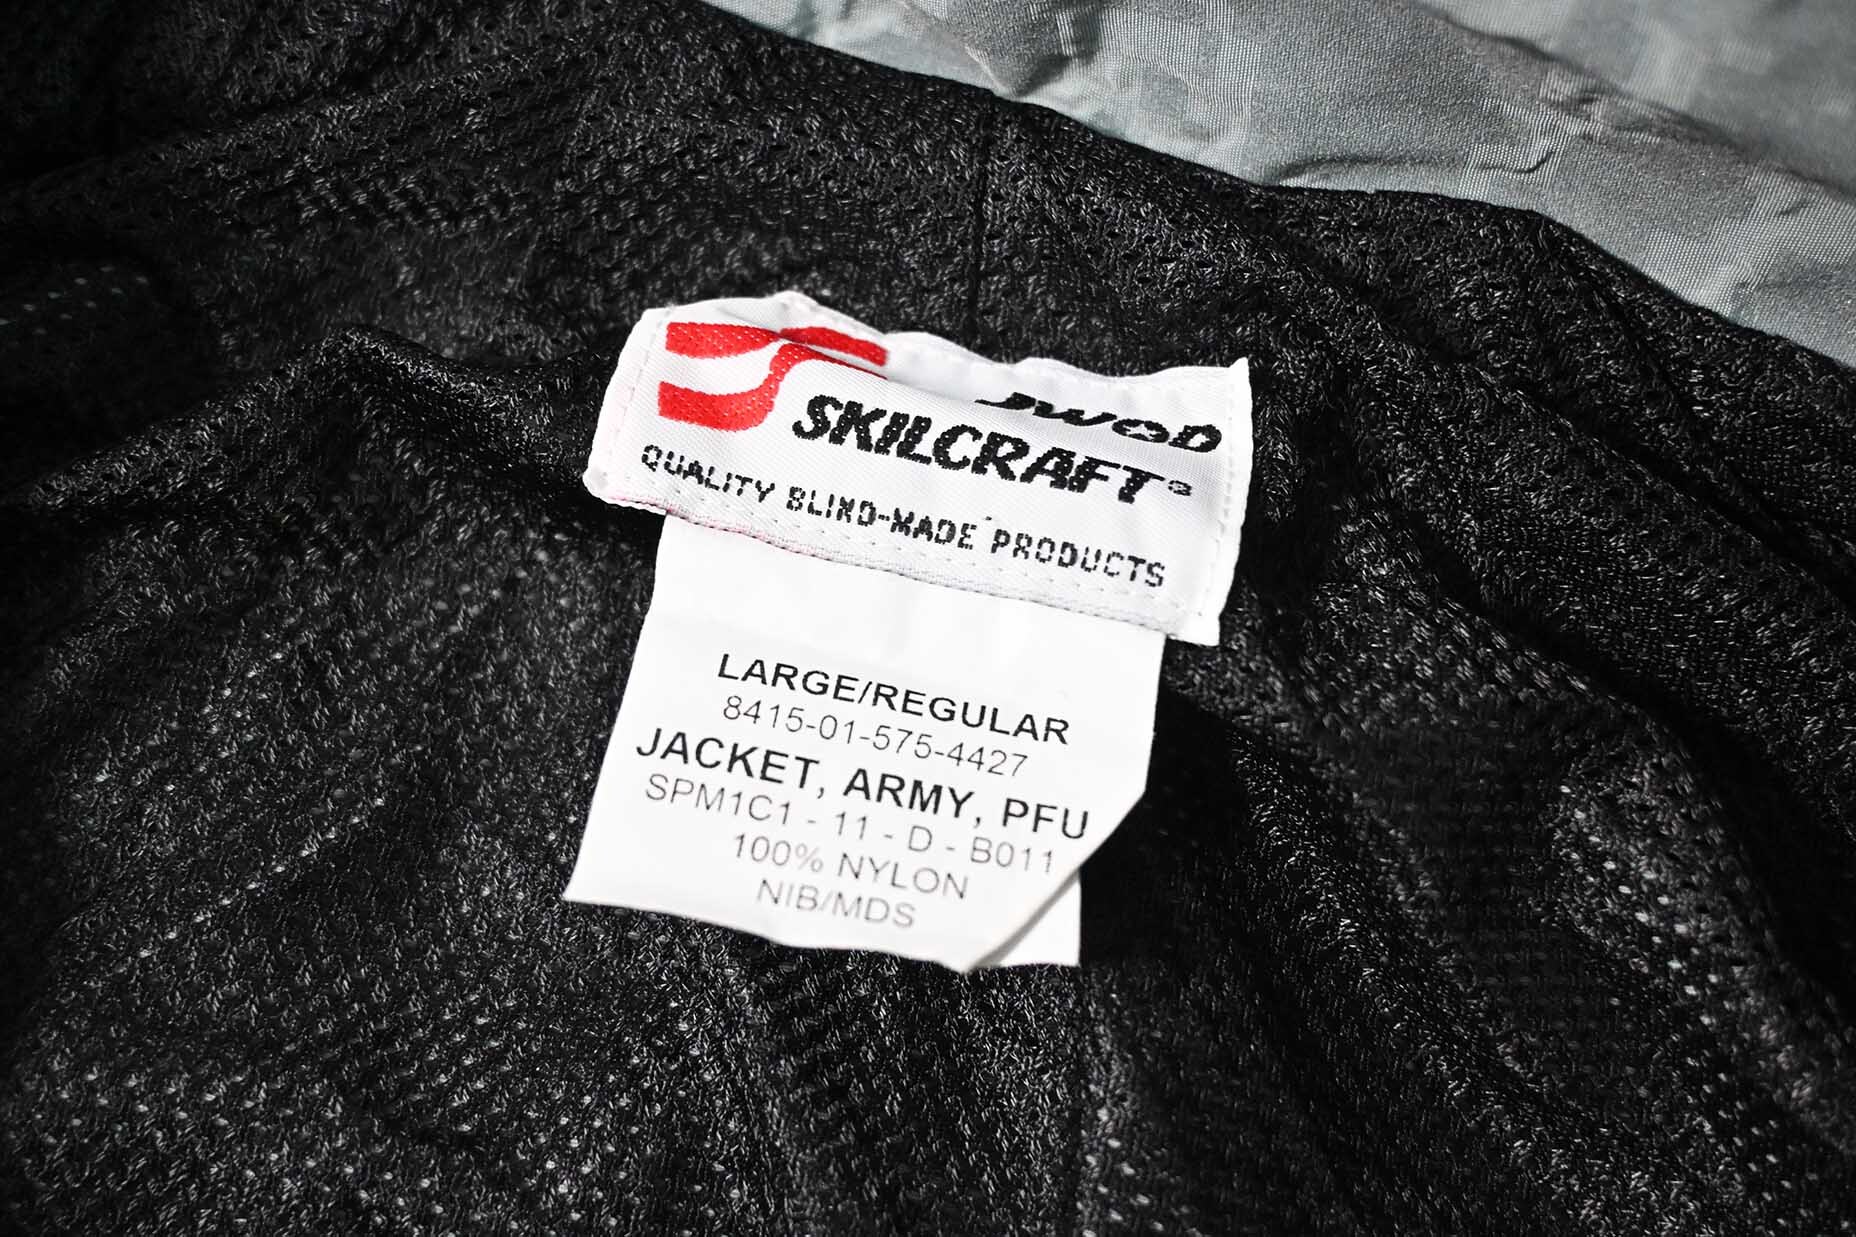 JWOD
SKILCRAFT®
QUALITY BLIND-MADE PRODUCTS
LARGE/REGULAR
8415-01-575-4427
JACKET, ARMY, PFU
SPM1C1 - 11 - D - B011
100% NYLON
NIB/MDS